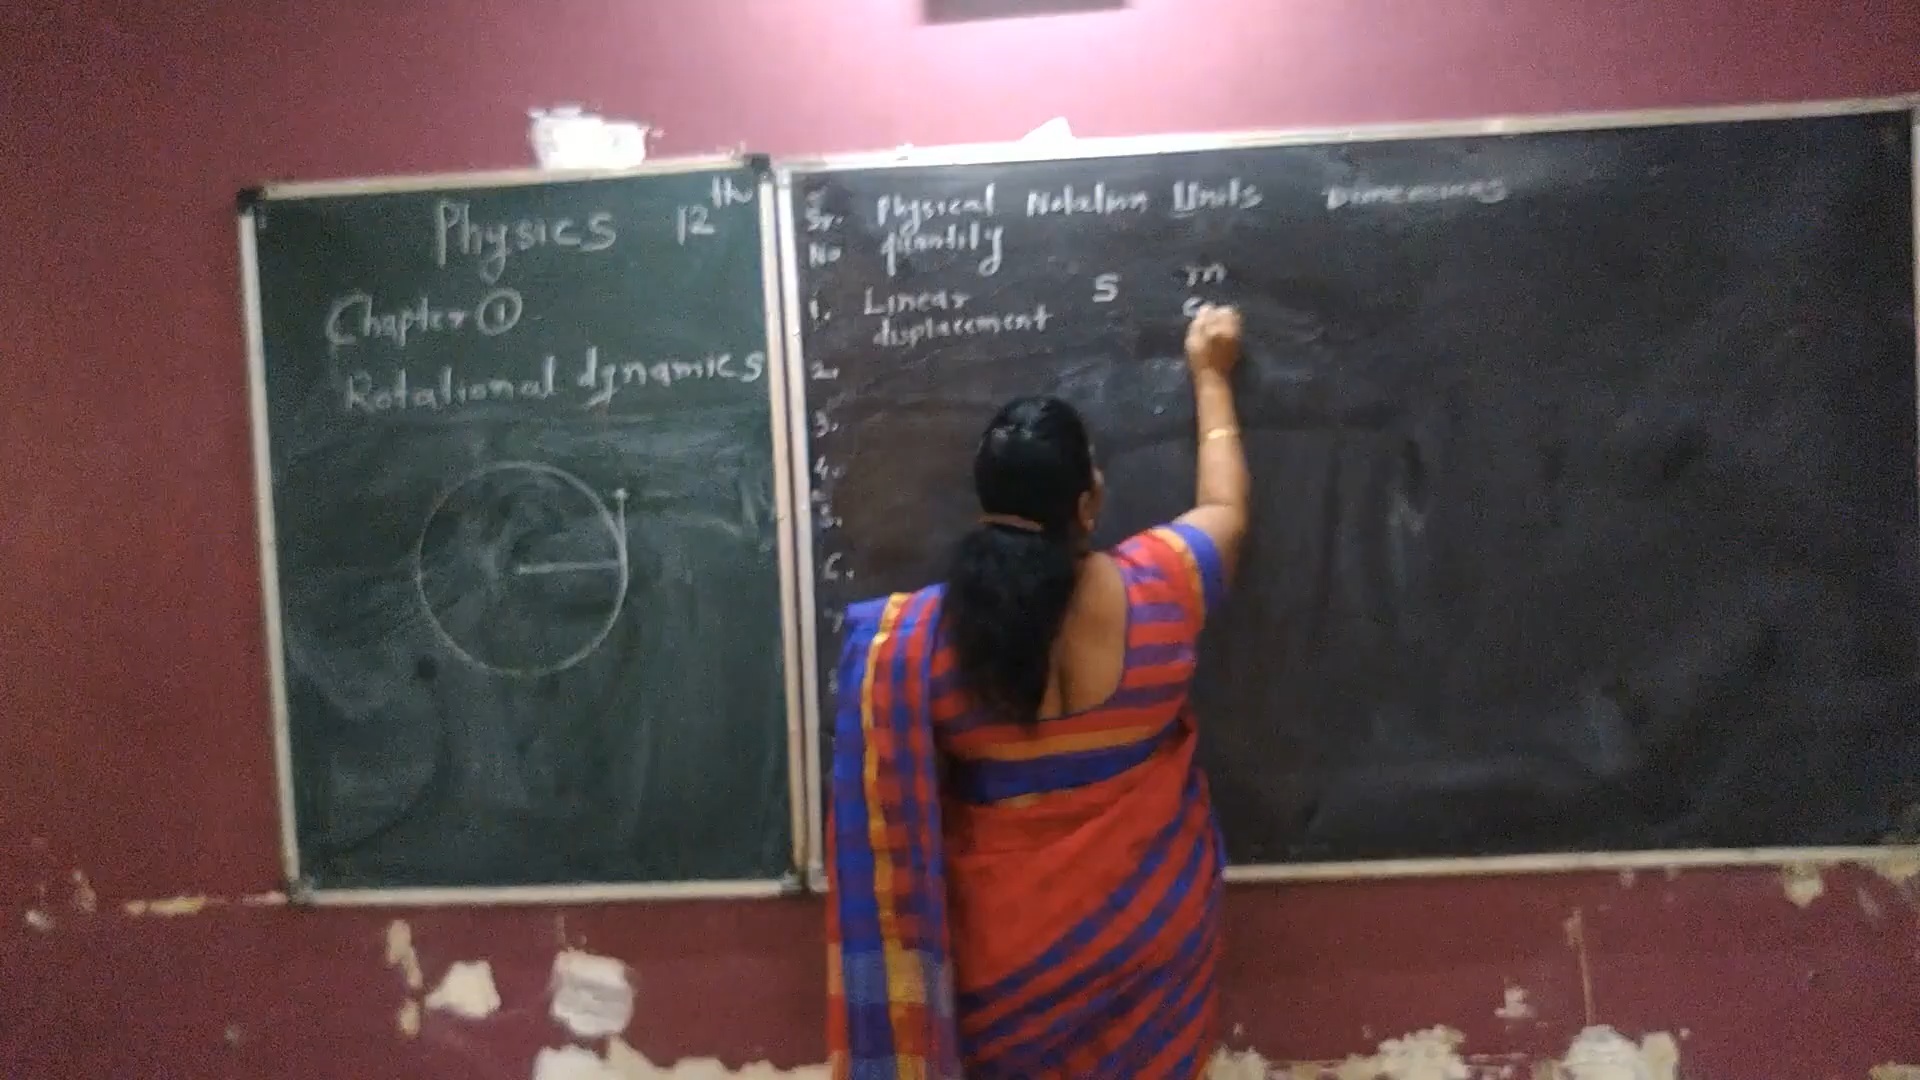 Physics 12th
Chapter ①
Rotational dynamics
Sr. No Physical quantity Notation Units Dimensions
1. Linear displacement S m
2.
3.
4.
5.
6.
7